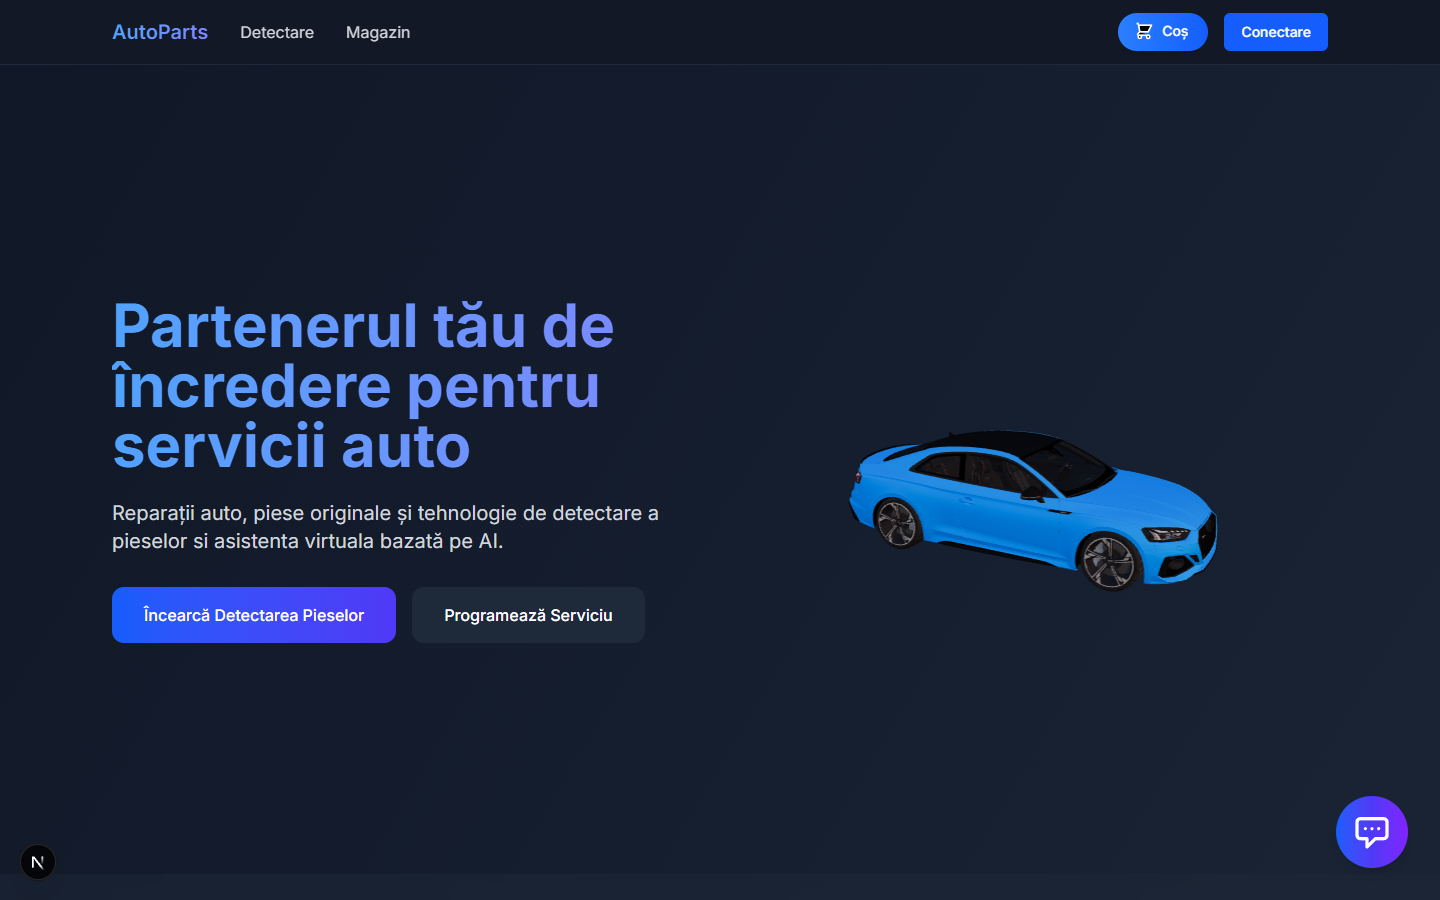 AutoParts
Detectare
Magazin
Coș
Conectare
Partenerul tău de
încredere pentru
servicii auto
Reparații auto, piese originale și tehnologie de detectare a
pieselor si asistenta virtuala bazată pe AI.
Încearcă Detectarea Pieselor
Programează Serviciu
N